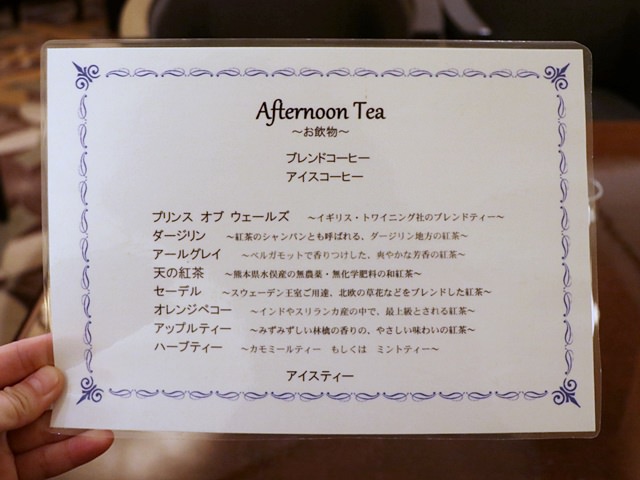 Afternoon Tea
～お飲物～
ブレンドコーヒー
アイスコーヒー
プリンス オブ ウェールズ ～イギリス・トワイニング社のブレンドティー～
ダージリン ～紅茶のシャンパンとも呼ばれる、ダージリン地方の紅茶～
アールグレイ ～ベルガモットで香りつけした、爽やかな芳香の紅茶～
天の紅茶 ～熊本県水俣産の無農薬・無化学肥料の和紅茶～
セーデル ～スウェーデン王室ご用達、北欧の草花などをブレンドした紅茶～
オレンジペコー ～インドやスリランカ産の中で、最上級とされる紅茶～
アップルティー ～みずみずしい林檎の香りの、やさしい味わいの紅茶～
ハーブティー ～カモミールティー もしくは ミントティー～
アイスティー